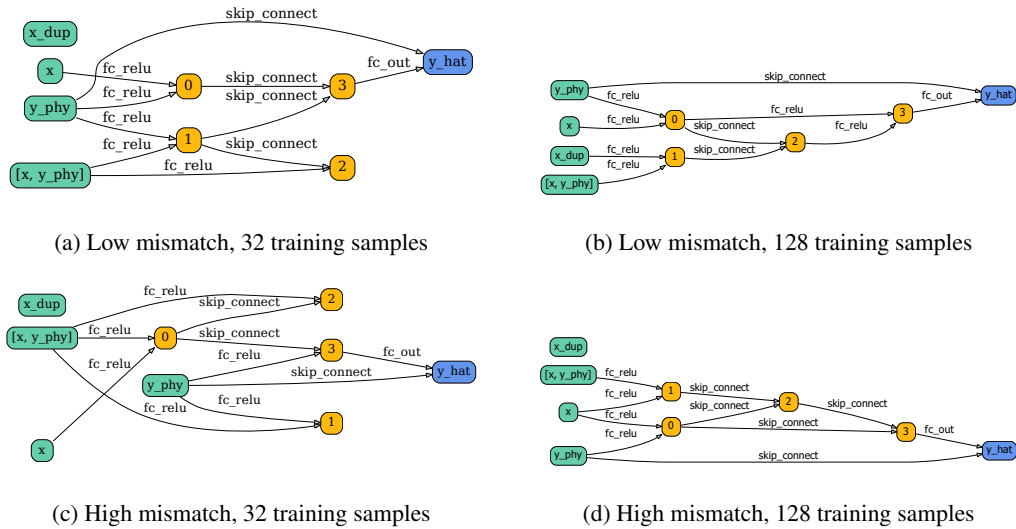 x_dup
skip_connect
x
fc_relu
y_phy
fc_relu
fc_relu
fc_relu
[x, y_phy]
fc_relu
0
1
skip_connect
skip_connect
skip_connect
3
2
fc_out
y_hat
(a) Low mismatch, 32 training samples
y_phy
skip_connect
fc_relu
x
fc_relu
x_dup
fc_relu
[x, y_phy]
fc_relu
0
1
fc_relu
skip_connect
skip_connect
2
fc_relu
3
fc_out
y_hat
(b) Low mismatch, 128 training samples
x_dup
[x, y_phy]
fc_relu
fc_relu
fc_relu
x
fc_relu
0
skip_connect
skip_connect
2
y_phy
fc_relu
skip_connect
fc_relu
3
1
fc_out
y_hat
(c) High mismatch, 32 training samples
x_dup
[x, y_phy]
fc_relu
x
fc_relu
fc_relu
y_phy
fc_relu
1
0
skip_connect
skip_connect
skip_connect
skip_connect
2
skip_connect
3
fc_out
y_hat
(d) High mismatch, 128 training samples